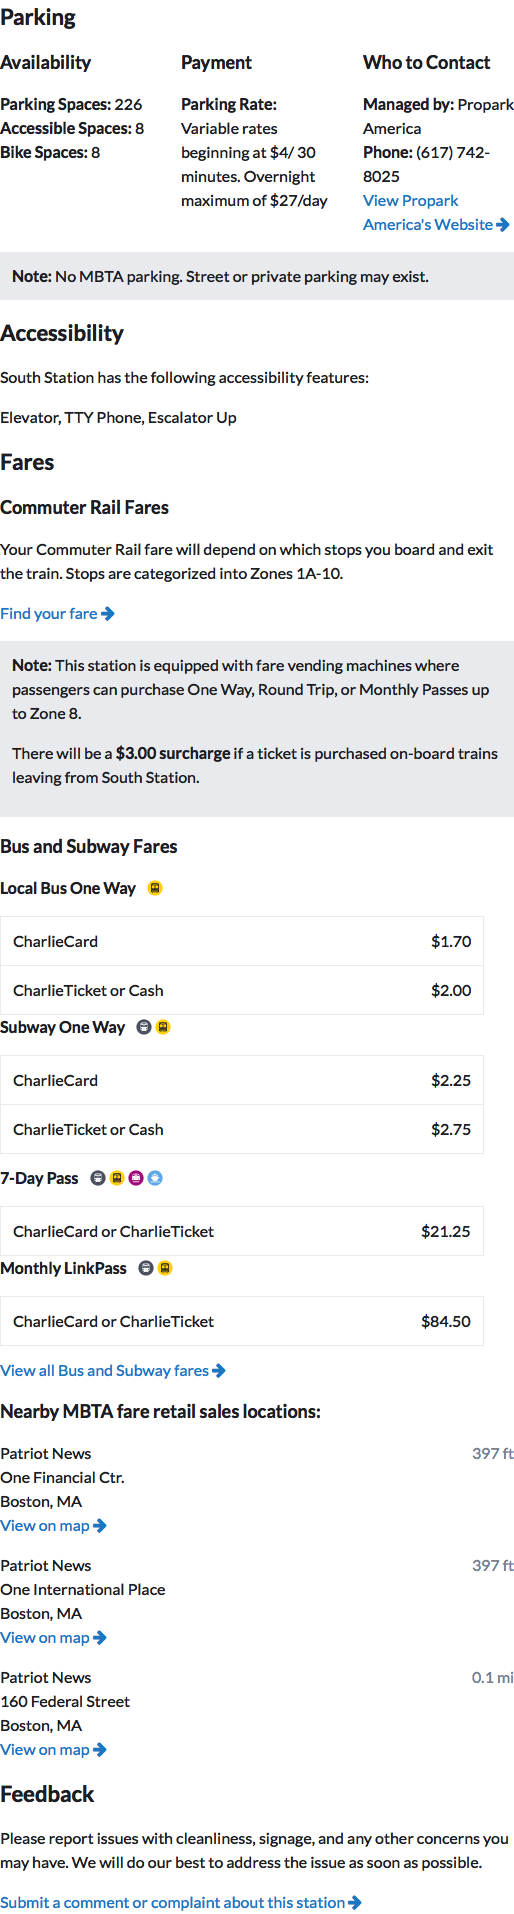 Parking
Availability
Parking Spaces: 226
Accessible Spaces: 8
Bike Spaces: 8
Payment
Parking Rate:
Variable rates
beginning at $4/ 30
minutes. Overnight
maximum of $27/day
Who to Contact
Managed by: Propark
America
Phone: (617) 742-
8025
View Propark
America's Website
Note: No MBTA parking. Street or private parking may exist.
Accessibility
South Station has the following accessibility features:
Elevator, TTY Phone, Escalator Up
Fares
Commuter Rail Fares
Your Commuter Rail fare will depend on which stops you board and exit
the train. Stops are categorized into Zones 1A-10.
Find your fare
Note: This station is equipped with fare vending machines where
passengers can purchase One Way, Round Trip, or Monthly Passes up
to Zone 8.
There will be a $3.00 surcharge if a ticket is purchased on-board trains
leaving from South Station.
Bus and Subway Fares
Local Bus One Way
CharlieCard $1.70
CharlieTicket or Cash $2.00
Subway One Way
CharlieCard $2.25
CharlieTicket or Cash $2.75
7-Day Pass
CharlieCard or CharlieTicket $21.25
Monthly LinkPass
CharlieCard or CharlieTicket $84.50
View all Bus and Subway fares
Nearby MBTA fare retail sales locations:
Patriot News 397 ft
One Financial Ctr.
Boston, MA
View on map
Patriot News 397 ft
One International Place
Boston, MA
View on map
Patriot News 0.1 mi
160 Federal Street
Boston, MA
View on map
Feedback
Please report issues with cleanliness, signage, and any other concerns you
may have. We will do our best to address the issue as soon as possible.
Submit a comment or complaint about this station